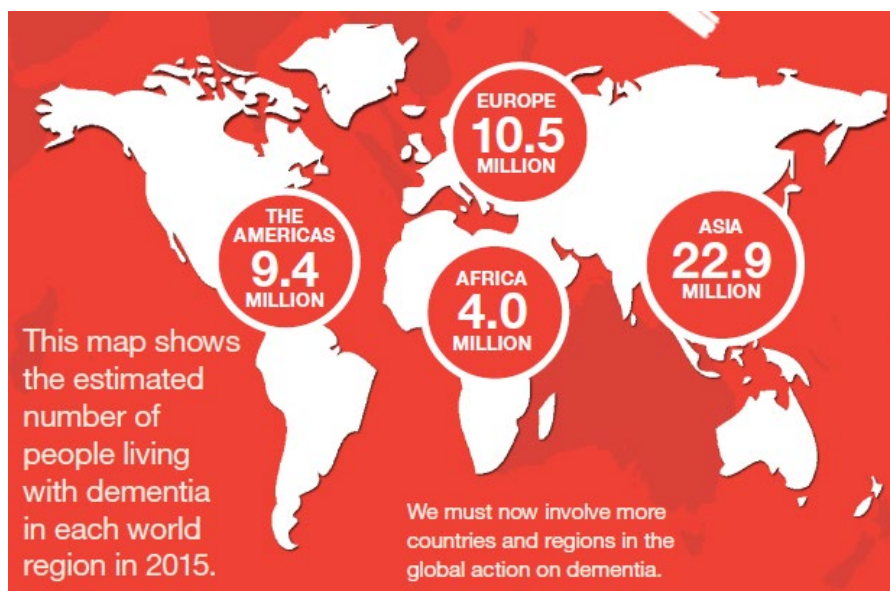 EUROPE
10.5
MILLION
THE
AMERICAS
9.4
MILLION
AFRICA
4.0
MILLION
ASIA
22.9
MILLION
This map shows
the estimated
number of
people living
with dementia
in each world
region in 2015.
We must now involve more
countries and regions in the
global action on dementia.